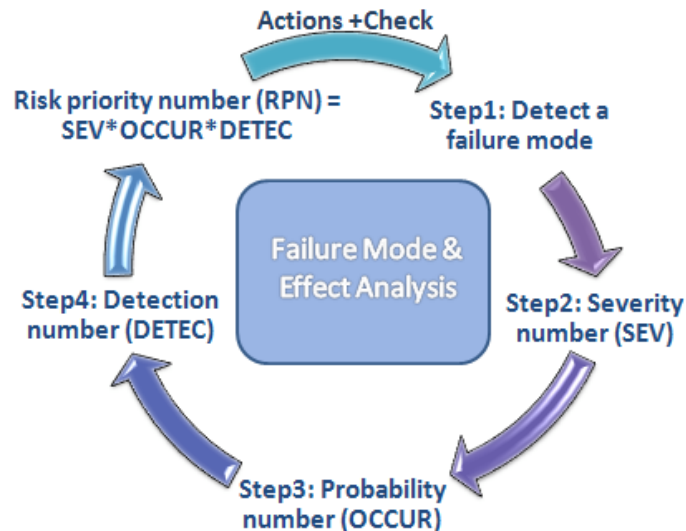 Actions +Check
Risk priority number (RPN) =
SEV*OCCUR*DETEC
Step1: Detect a
failure mode
Failure Mode &
Effect Analysis
Step2: Severity
number (SEV)
Step4: Detection
number (DETEC)
Step3: Probability
number (OCCUR)